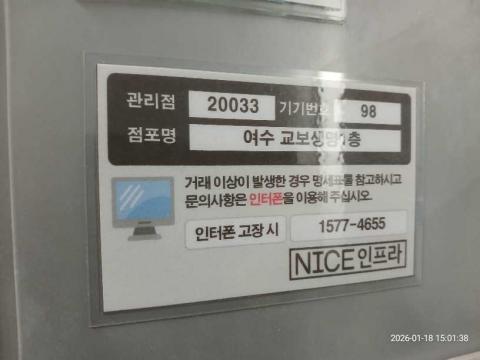 관리점 20033 기기번호 98
점포명 여수 교보생명1층
거래 이상이 발생한 경우 명세표를 참고하시고
문의사항은 인터폰을 이용해 주십시오.
인터폰 고장 시 1577-4655
NICE인프라
2026-01-18 15:01:38